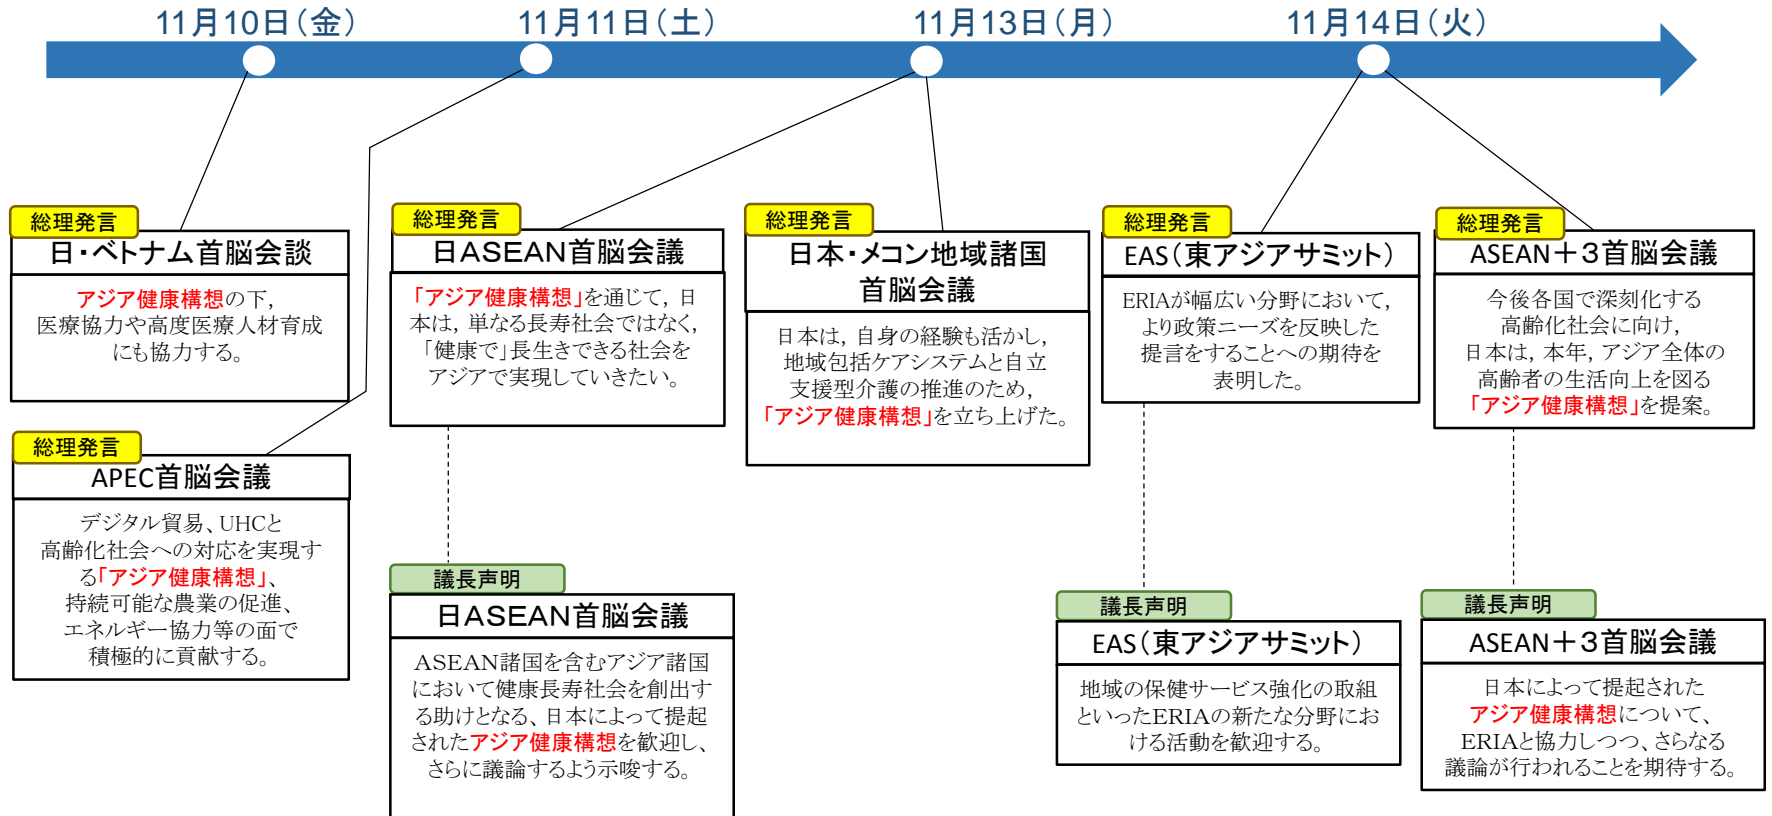 11月10日（金）
11月11日（土）
11月13日（月）
11月14日（火）
総理発言
日・ベトナム首脳会談
アジア健康構想の下，
医療協力や高度医療人材育成
にも協力する。
総理発言
APEC首脳会議
デジタル貿易、UHCと
高齢化社会への対応を実現す
る「アジア健康構想」、
持続可能な農業の促進、
エネルギー協力等の面で
積極的に貢献する。
総理発言
日ASEAN首脳会議
「アジア健康構想」を通じて，日
本は，単なる長寿社会ではなく，
「健康で」長生きできる社会を
アジアで実現していきたい。
議長声明
日ASEAN首脳会議
ASEAN諸国を含むアジア諸国
において健康長寿社会を創出す
る助けとなる、日本によって提起
されたアジア健康構想を歓迎し、
さらに議論するよう示唆する。
総理発言
日本・メコン地域諸国
首脳会議
日本は，自身の経験も活かし，
地域包括ケアシステムと自立
支援型介護の推進のため，
「アジア健康構想」を立ち上げた。
総理発言
EAS（東アジアサミット）
ERIAが幅広い分野において，
より政策ニーズを反映した
提言をすることへの期待を
表明した。
議長声明
EAS（東アジアサミット）
地域の保健サービス強化の取組
といったERIAの新たな分野にお
ける活動を歓迎する。
総理発言
ASEAN＋３首脳会議
今後各国で深刻化する
高齢化社会に向け，
日本は，本年，アジア全体の
高齢者の生活向上を図る
「アジア健康構想」を提案。
議長声明
ASEAN＋３首脳会議
日本によって提起された
アジア健康構想について、
ERIAと協力しつつ、さらなる
議論が行われることを期待する。